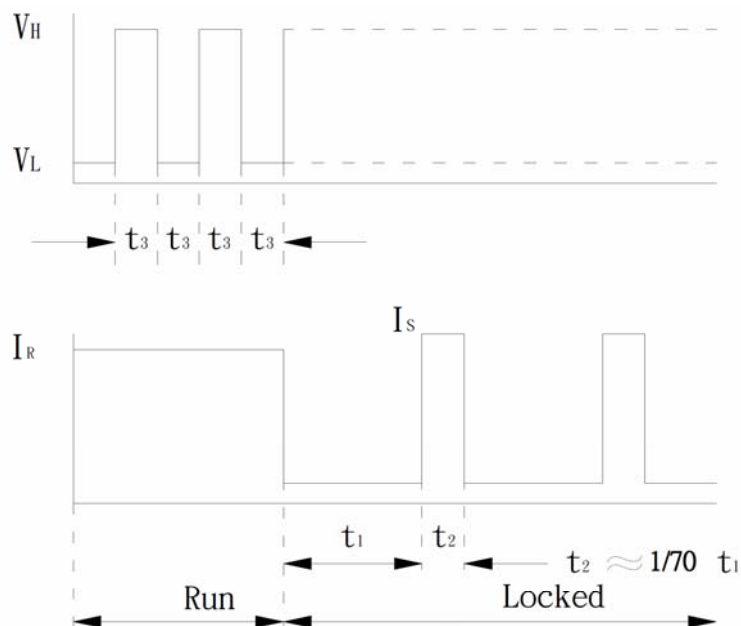 VH
VL
t3 t3 t3 t3
IS
IR
t1 t2 t2 ≈ 1/70 t1
Run Locked